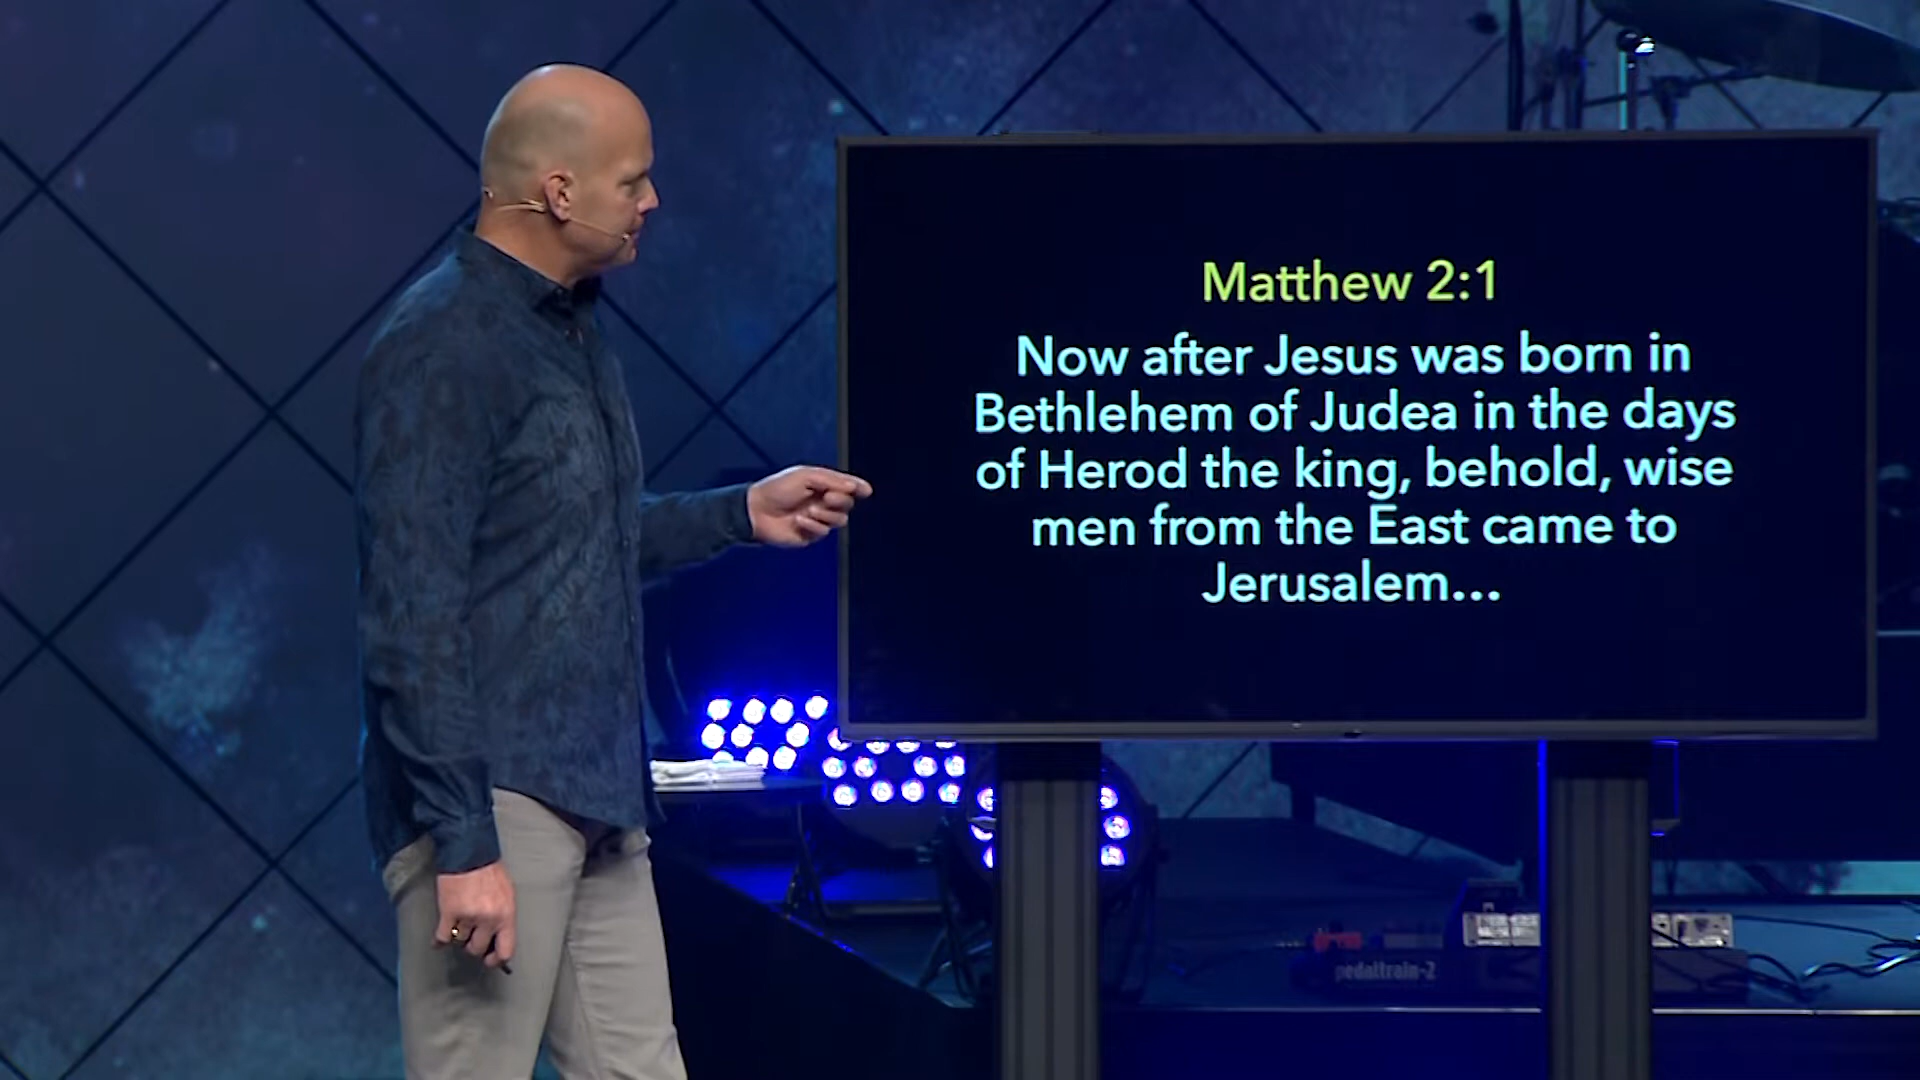 Matthew 2:1
Now after Jesus was born in
Bethlehem of Judea in the days
of Herod the king, behold, wise
men from the East came to
Jerusalem...
pedaltrain-2